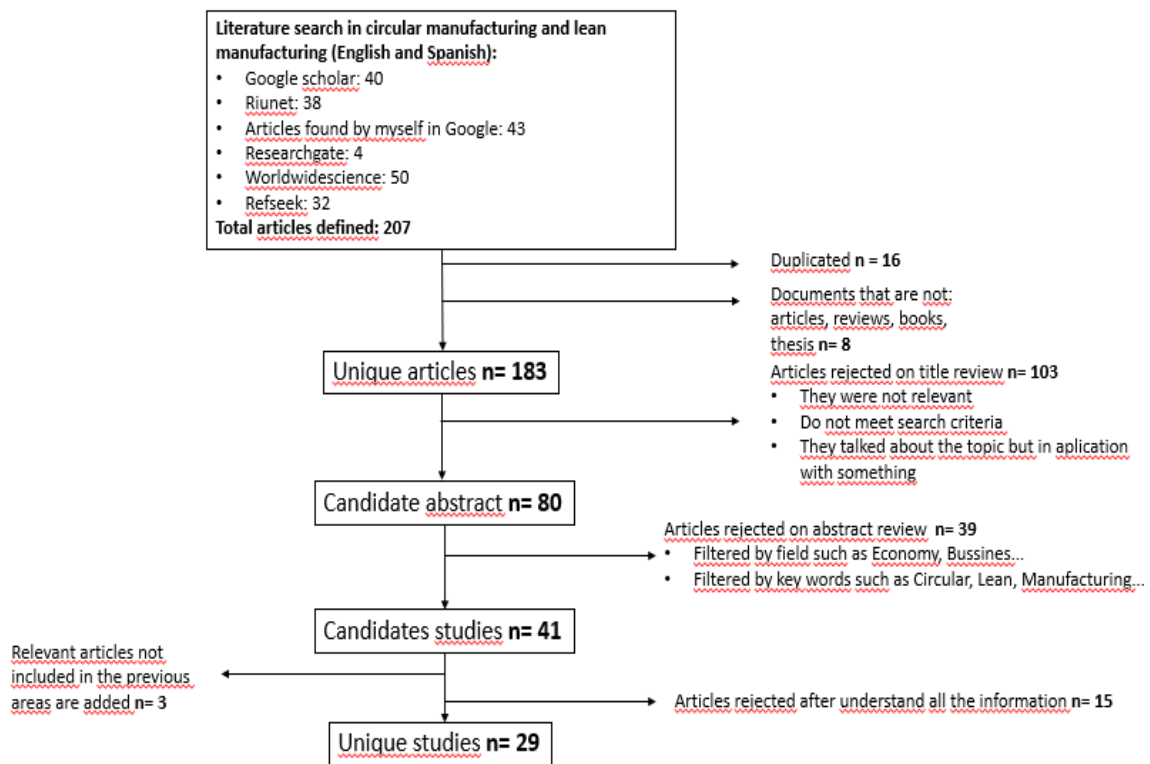 Literature search in circular manufacturing and lean
manufacturing (English and Spanish):
• Google scholar: 40
• Riunet: 38
• Articles found by myself in Google: 43
• Researchgate: 4
• Worldwidescience: 50
• Refseek: 32
Total articles defined: 207
Duplicated n = 16
Documents that are not:
articles, reviews, books,
thesis n= 8
Unique articles n= 183
Articles rejected on title review n= 103
• They were not relevant
• Do not meet search criteria
• They talked about the topic but in aplication
with something
Candidate abstract n= 80
Articles rejected on abstract review n= 39
• Filtered by field such as Economy, Bussines...
• Filtered by key words such as Circular, Lean, Manufacturing...
Candidates studies n= 41
Relevant articles not
included in the previous
areas are added n= 3
Articles rejected after understand all the information n= 15
Unique studies n= 29